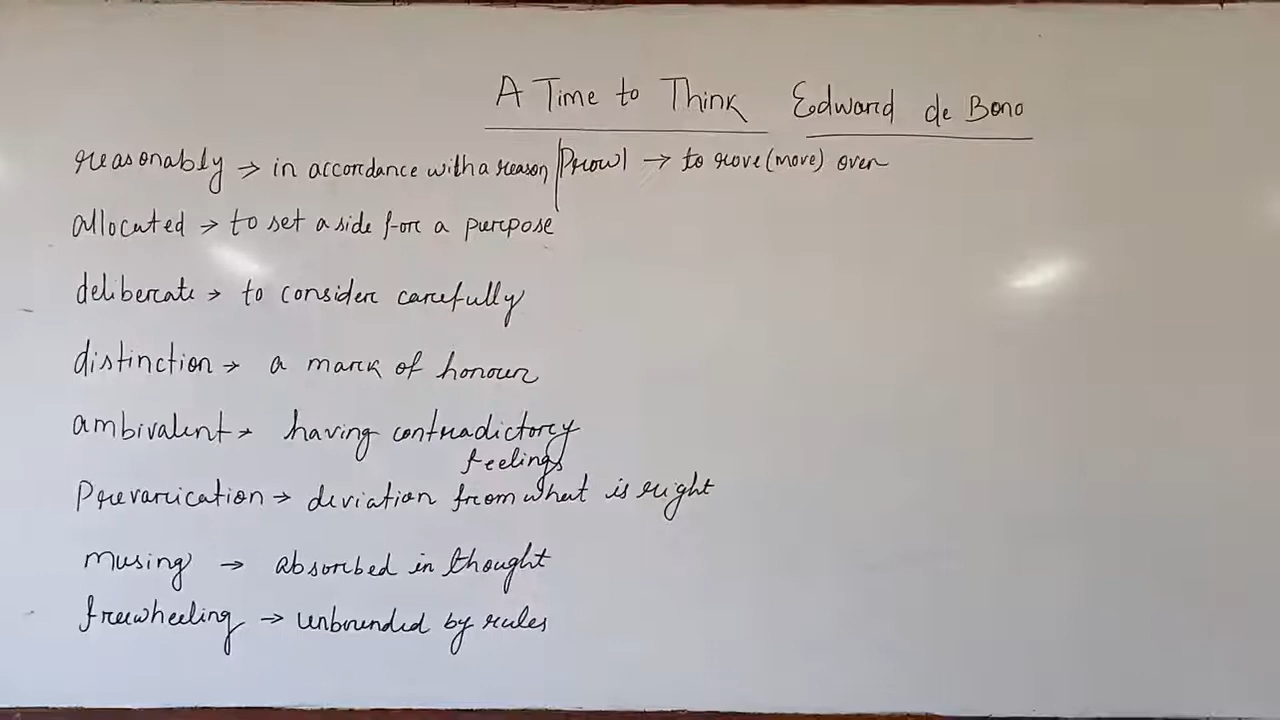 A Time to Think Edward de Bono
reasonably → in accordance with a reason | Prowl → to rove (move) over
allocated → to set aside for a purpose
deliberate → to consider carefully
distinction → a mark of honour
ambivalent → having contradictory
feelings
Prevarication → deviation from what is right
musing → absorbed in thought
freewheeling → unbounded by rules